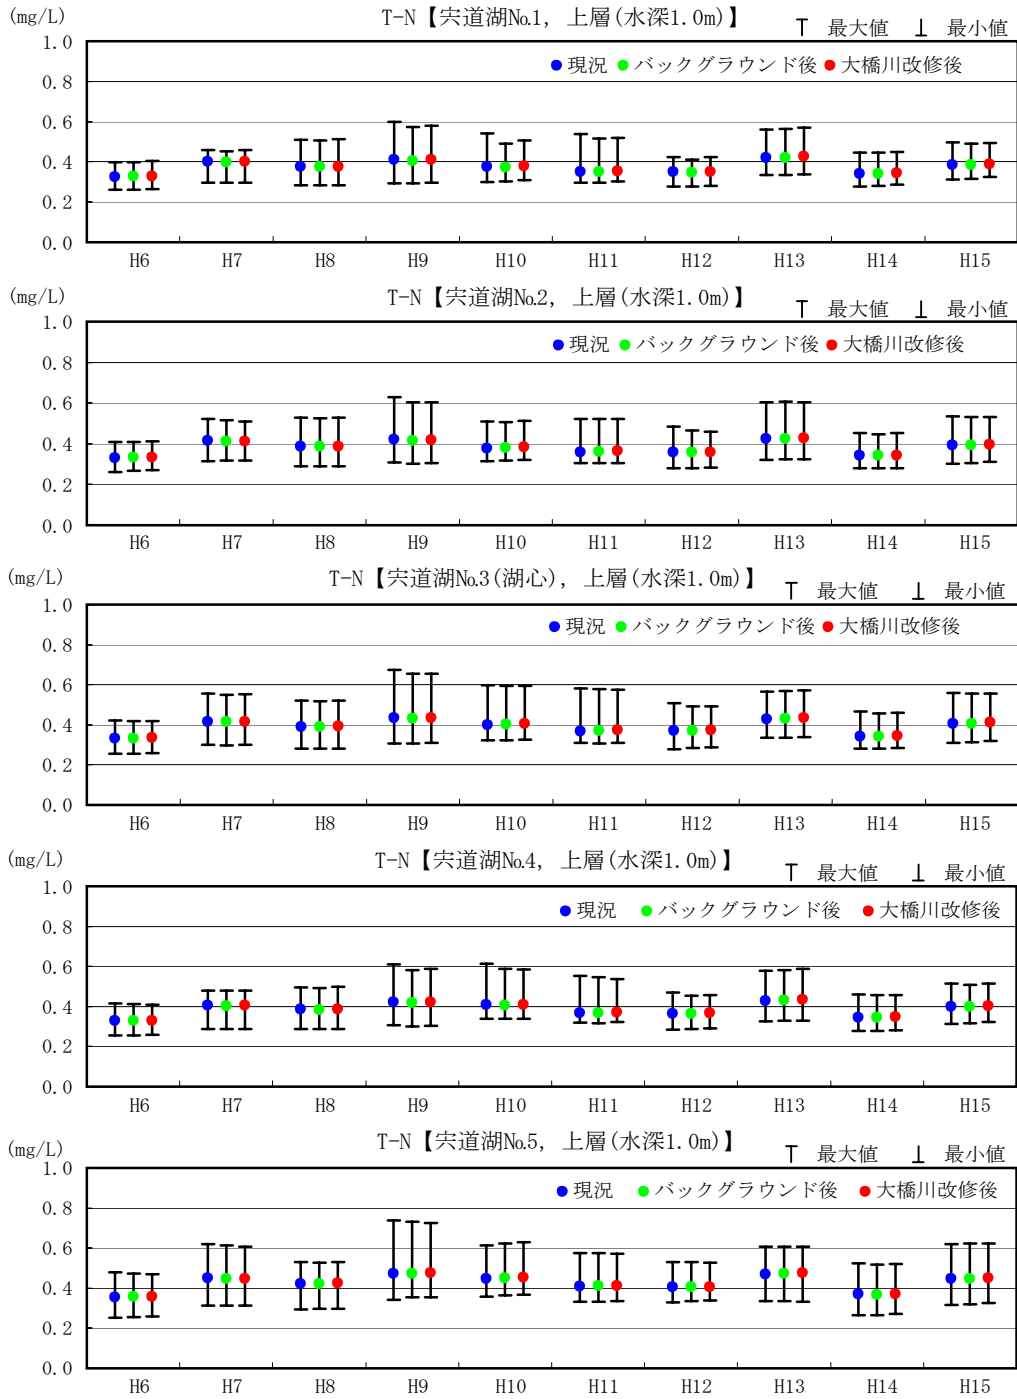 (mg/L) T-N【宍道湖No.1, 上層(水深1.0m)】 最大値 最小値
1.0
現況 バックグラウンド後 大橋川改修後
0.8
0.6
0.4
0.2
0.0
H6 H7 H8 H9 H10 H11 H12 H13 H14 H15
(mg/L) T-N【宍道湖No.2, 上層(水深1.0m)】 最大値 最小値
1.0
現況 バックグラウンド後 大橋川改修後
0.8
0.6
0.4
0.2
0.0
H6 H7 H8 H9 H10 H11 H12 H13 H14 H15
(mg/L) T-N【宍道湖No.3(湖心), 上層(水深1.0m)】 最大値 最小値
1.0
現況 バックグラウンド後 大橋川改修後
0.8
0.6
0.4
0.2
0.0
H6 H7 H8 H9 H10 H11 H12 H13 H14 H15
(mg/L) T-N【宍道湖No.4, 上層(水深1.0m)】 最大値 最小値
1.0
現況 バックグラウンド後 大橋川改修後
0.8
0.6
0.4
0.2
0.0
H6 H7 H8 H9 H10 H11 H12 H13 H14 H15
(mg/L) T-N【宍道湖No.5, 上層(水深1.0m)】 最大値 最小値
1.0
現況 バックグラウンド後 大橋川改修後
0.8
0.6
0.4
0.2
0.0
H6 H7 H8 H9 H10 H11 H12 H13 H14 H15